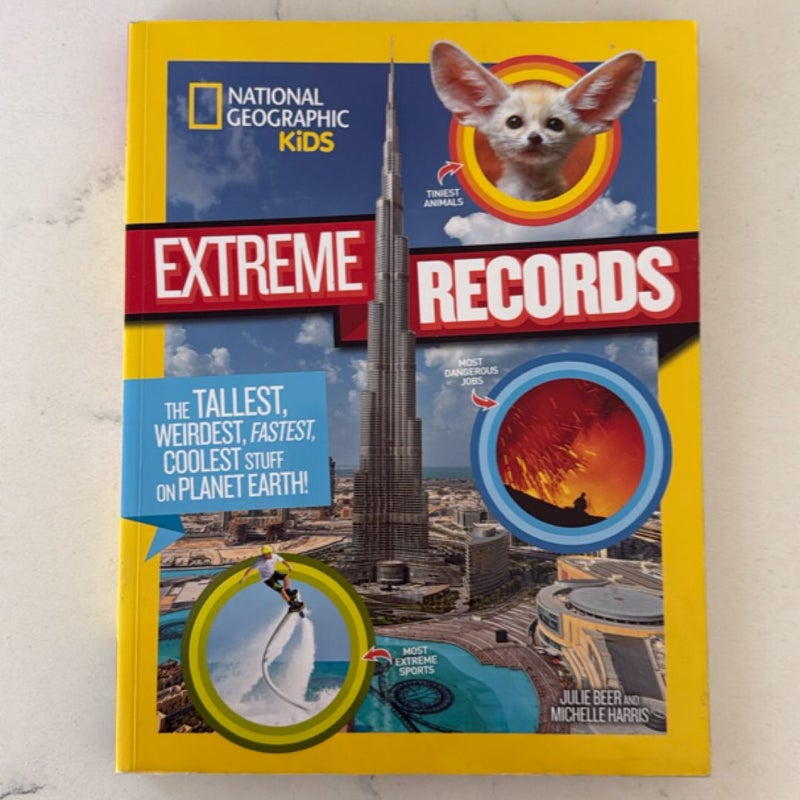 NATIONAL
GEOGRAPHIC
KiDS
TINIEST
ANIMALS
EXTREME RECORDS
MOST
DANGEROUS
JOBS
THE TALLEST,
WEIRDEST, FASTEST,
COOLEST STUFF
ON PLANET EARTH!
MOST
EXTREME
SPORTS
JULIE BEER AND
MICHELLE HARRIS